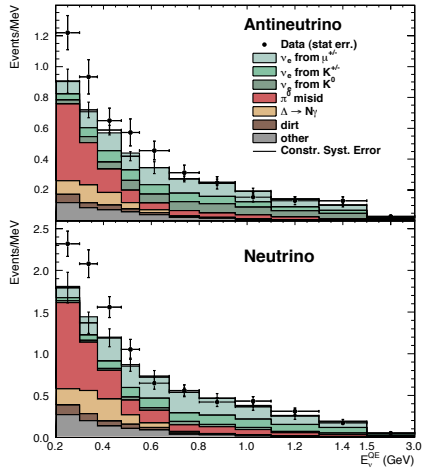 Antineutrino
Events/MeV
1.2
1.0
0.8
0.6
0.4
0.2
Data (stat err.)
νe from μ+/-
νe from K+/-
νe from K0
π0 misid
Δ → Nγ
dirt
other
Constr. Syst. Error
Neutrino
Events/MeV
2.5
2.0
1.5
1.0
0.5
0.0
0.2 0.4 0.6 0.8 1.0 1.2 1.4 1.5 3.0
EνQE (GeV)